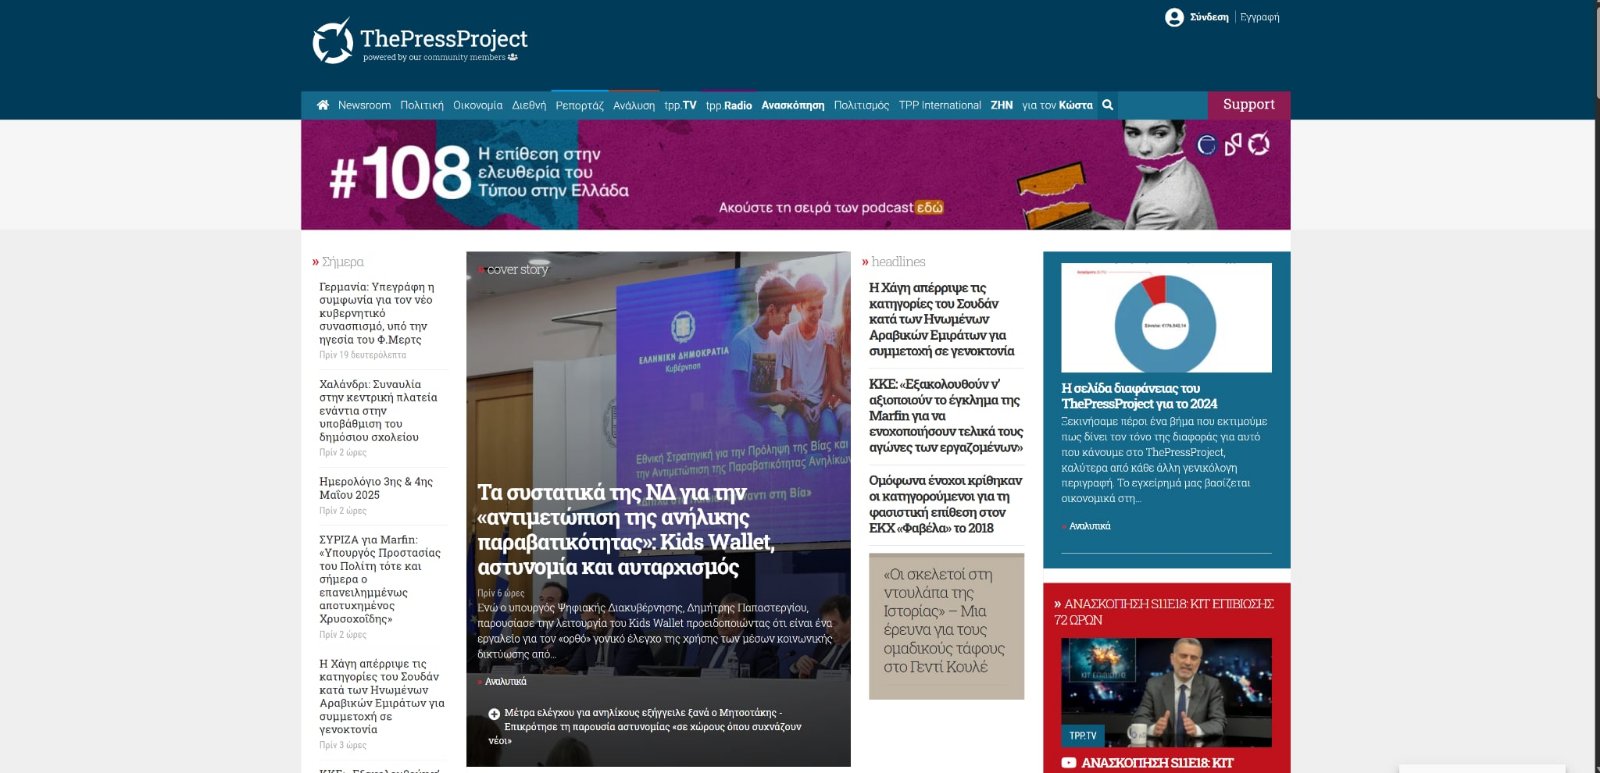 Σύνδεση | Εγγραφή
ThePressProject
powered by our community members
Newsroom Πολιτική Οικονομία Διεθνή Ρεπορτάζ Ανάλυση tpp.TV tpp.Radio Ανασκόπηση Πολιτισμός TPP International ΖΗΝ για τον Κώστα
Support
#108
Η επίθεση στην
ελευθερία του
Τύπου στην Ελλάδα
Ακούστε τη σειρά των podcast εδώ
» Σήμερα
Γερμανία: Υπεγράφη η
συμφωνία για τον νέο
κυβερνητικό
συνασπισμό, υπό την
ηγεσία του Φ.Μερτς
Πρίν 19 δευτερόλεπτα
Χαλάνδρι: Συναυλία
στην κεντρική πλατεία
ενάντια στην
υποβάθμιση του
δημόσιου σχολείου
Πρίν 2 ώρες
Ημερολόγιο 3ης & 4ης
Μαΐου 2025
Πρίν 2 ώρες
ΣΥΡΙΖΑ για Marfin:
«Υπουργός Προστασίας
του Πολίτη τότε και
σήμερα ο
επανειλημμένως
αποτυχημένος
Χρυσοχοΐδης»
Πρίν 2 ώρες
Η Χάγη απέρριψε τις
κατηγορίες του Σουδάν
κατά των Ηνωμένων
Αραβικών Εμιράτων για
συμμετοχή σε
γενοκτονία
Πρίν 3 ώρες
» cover story
ΕΛΛΗΝΙΚΗ ΔΗΜΟΚΡΑΤΙΑ
Κυβέρνηση
Εθνική Στρατηγική για την Πρόληψη της Βίας και
την Αντιμετώπιση της Παραβατικότητας Ανηλίκων
Τα συστατικά της ΝΔ για την
«αντιμετώπιση της ανήλικης
παραβατικότητας»: Kids Wallet,
αστυνομία και αυταρχισμός
Πρίν 6 ώρες
Ενώ ο υπουργός Ψηφιακής Διακυβέρνησης, Δημήτρης Παπαστεργίου,
παρουσίασε την λειτουργία του Kids Wallet προειδοποιώντας ότι είναι ένα
εργαλείο για τον «ορθό» γονικό έλεγχο της χρήσης των μέσων κοινωνικής
δικτύωσης από...
» Αναλυτικά
Μέτρα ελέγχου για ανηλίκους εξήγγειλε ξανά ο Μητσοτάκης -
Επικρότησε τη παρουσία αστυνομίας «σε χώρους όπου συχνάζουν
νέοι»
» headlines
Η Χάγη απέρριψε τις
κατηγορίες του Σουδάν
κατά των Ηνωμένων
Αραβικών Εμιράτων για
συμμετοχή σε γενοκτονία
ΚΚΕ: «Εξακολουθούν ν'
αξιοποιούν το έγκλημα της
Marfin για να
ενοχοποιήσουν τελικά τους
αγώνες των εργαζομένων»
Ομόφωνα ένοχοι κρίθηκαν
οι κατηγορούμενοι για τη
φασιστική επίθεση στον
ΕΚΧ «Φαβέλα» το 2018
«Οι σκελετοί στη
ντουλάπα της
Ιστορίας» – Μια
έρευνα για τους
ομαδικούς τάφους
στο Γεντί Κουλέ
Η σελίδα διαφάνειας του
ThePressProject για το 2024
Ξεκινήσαμε πέρσι ένα βήμα που εκτιμούμε
πως δίνει τον τόνο της διαφοράς για αυτό
που κάνουμε στο ThePressProject,
καλύτερα από κάθε άλλη γενικόλογη
περιγραφή. Το εγχείρημά μας βασίζεται
οικονομικά στη...
» Αναλυτικά
» ΑΝΑΣΚΟΠΗΣΗ S11E18: ΚΙΤ ΕΠΙΒΙΩΣΗΣ
72 ΩΡΩΝ
ΚΙΤ ΕΠΙΒΙΩΣΗΣ
TPP.TV
ΑΝΑΣΚΟΠΗΣΗ S11E18: ΚΙΤ